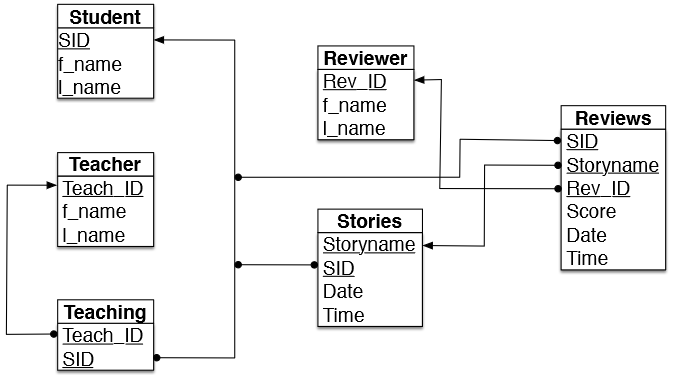 Student
SID
f_name
l_name
Reviewer
Rev_ID
f_name
l_name
Reviews
SID
Storyname
Rev_ID
Score
Date
Time
Teacher
Teach_ID
f_name
l_name
Stories
Storyname
SID
Date
Time
Teaching
Teach_ID
SID